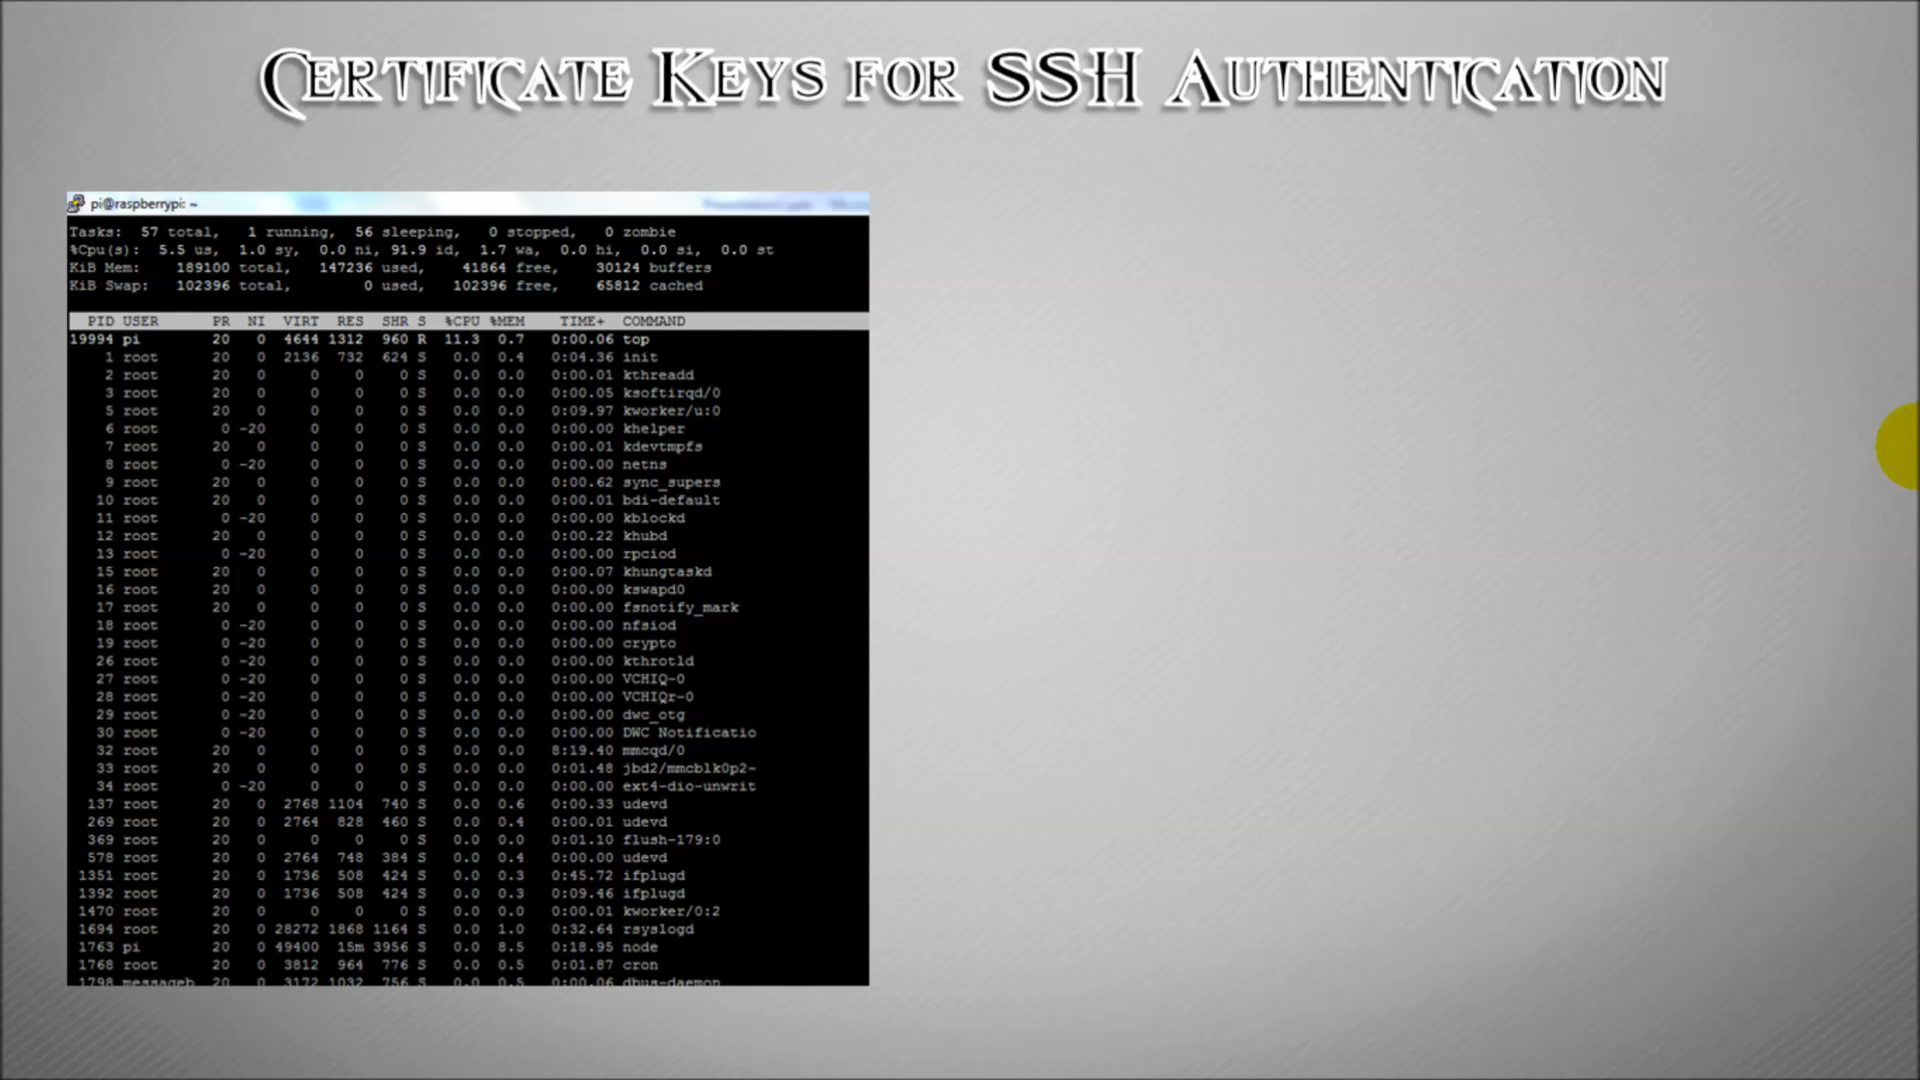 Certificate Keys for SSH Authentication
pi@raspberrypi: ~
Tasks: 57 total, 1 running, 56 sleeping, 0 stopped, 0 zombie
%Cpu(s): 5.5 us, 1.0 sy, 0.0 ni, 91.9 id, 1.7 wa, 0.0 hi, 0.0 si, 0.0 st
KiB Mem: 189100 total, 147236 used, 41864 free, 30124 buffers
KiB Swap: 102396 total, 0 used, 102396 free, 65812 cached
PID USER PR NI VIRT RES SHR S %CPU %MEM TIME+ COMMAND
19994 pi 20 0 4644 1312 960 R 11.3 0.7 0:00.06 top
1 root 20 0 2136 732 624 S 0.0 0.4 0:04.36 init
2 root 20 0 0 0 0 S 0.0 0.0 0:00.01 kthreadd
3 root 20 0 0 0 0 S 0.0 0.0 0:00.05 ksoftirqd/0
5 root 20 0 0 0 0 S 0.0 0.0 0:09.97 kworker/u:0
6 root 0 -20 0 0 0 S 0.0 0.0 0:00.00 khelper
7 root 20 0 0 0 0 S 0.0 0.0 0:00.01 kdevtmpfs
8 root 0 -20 0 0 0 S 0.0 0.0 0:00.00 netns
9 root 20 0 0 0 0 S 0.0 0.0 0:00.62 sync_supers
10 root 20 0 0 0 0 S 0.0 0.0 0:00.01 bdi-default
11 root 0 -20 0 0 0 S 0.0 0.0 0:00.00 kblockd
12 root 20 0 0 0 0 S 0.0 0.0 0:00.22 khubd
13 root 0 -20 0 0 0 S 0.0 0.0 0:00.00 rpciod
15 root 20 0 0 0 0 S 0.0 0.0 0:00.07 khungtaskd
16 root 20 0 0 0 0 S 0.0 0.0 0:00.00 kswapd0
17 root 20 0 0 0 0 S 0.0 0.0 0:00.00 fsnotify_mark
18 root 0 -20 0 0 0 S 0.0 0.0 0:00.00 nfsiod
19 root 0 -20 0 0 0 S 0.0 0.0 0:00.00 crypto
26 root 0 -20 0 0 0 S 0.0 0.0 0:00.00 kthrotld
27 root 0 -20 0 0 0 S 0.0 0.0 0:00.00 VCHIQ-0
28 root 0 -20 0 0 0 S 0.0 0.0 0:00.00 VCHIQr-0
29 root 0 -20 0 0 0 S 0.0 0.0 0:00.00 dwc_otg
30 root 0 -20 0 0 0 S 0.0 0.0 0:00.00 DWC Notificatio
32 root 20 0 0 0 0 S 0.0 0.0 8:19.40 mmcqd/0
33 root 20 0 0 0 0 S 0.0 0.0 0:01.48 jbd2/mmcblk0p2-
34 root 0 -20 0 0 0 S 0.0 0.0 0:00.00 ext4-dio-unwrit
137 root 20 0 2768 1104 740 S 0.0 0.6 0:00.33 udevd
269 root 20 0 2764 828 460 S 0.0 0.4 0:00.01 udevd
369 root 20 0 0 0 0 S 0.0 0.0 0:01.10 flush-179:0
578 root 20 0 2764 748 384 S 0.0 0.4 0:00.00 udevd
1351 root 20 0 1736 508 424 S 0.0 0.3 0:45.72 ifplugd
1392 root 20 0 1736 508 424 S 0.0 0.3 0:09.46 ifplugd
1470 root 20 0 0 0 0 S 0.0 0.0 0:00.01 kworker/0:2
1694 root 20 0 28272 1868 1164 S 0.0 1.0 0:32.64 rsyslogd
1763 pi 20 0 49400 15m 3956 S 0.0 8.5 0:18.95 node
1768 root 20 0 3812 964 776 S 0.0 0.5 0:01.87 cron
1798 messageb 20 0 3172 1032 756 S 0.0 0.5 0:00.06 dbus-daemon